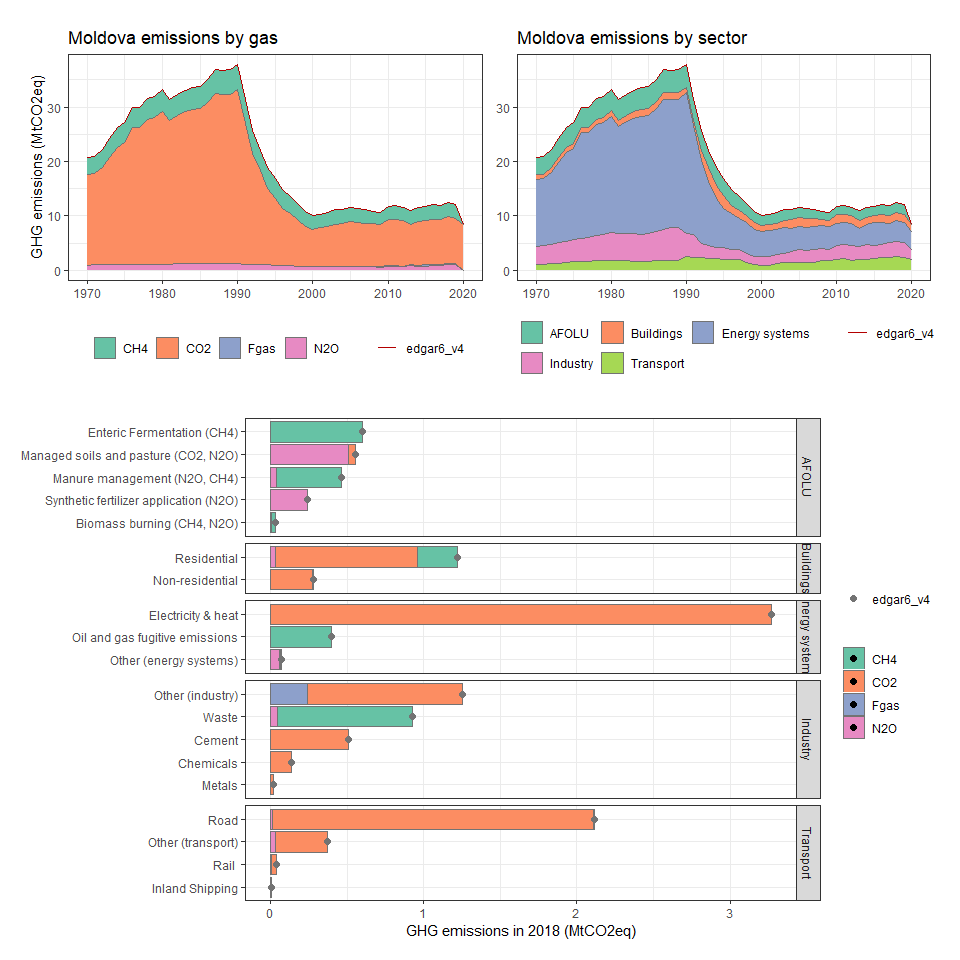 Moldova emissions by gas
GHG emissions (MtCO2eq)
30
20
10
0
1970
1980
1990
2000
2010
2020
CH4
CO2
Fgas
N2O
edgar6_v4
Moldova emissions by sector
30
20
10
0
1970
1980
1990
2000
2010
2020
AFOLU
Buildings
Energy systems
edgar6_v4
Industry
Transport
Enteric Fermentation (CH4)
Managed soils and pasture (CO2, N2O)
Manure management (N2O, CH4)
Synthetic fertilizer application (N2O)
Biomass burning (CH4, N2O)
AFOLU
Residential
Non-residential
Buildings
Electricity & heat
Oil and gas fugitive emissions
Other (energy systems)
nergy system
Other (industry)
Waste
Cement
Chemicals
Metals
Industry
Road
Other (transport)
Rail
Inland Shipping
Transport
0
1
2
3
GHG emissions in 2018 (MtCO2eq)
edgar6_v4
CH4
CO2
Fgas
N2O